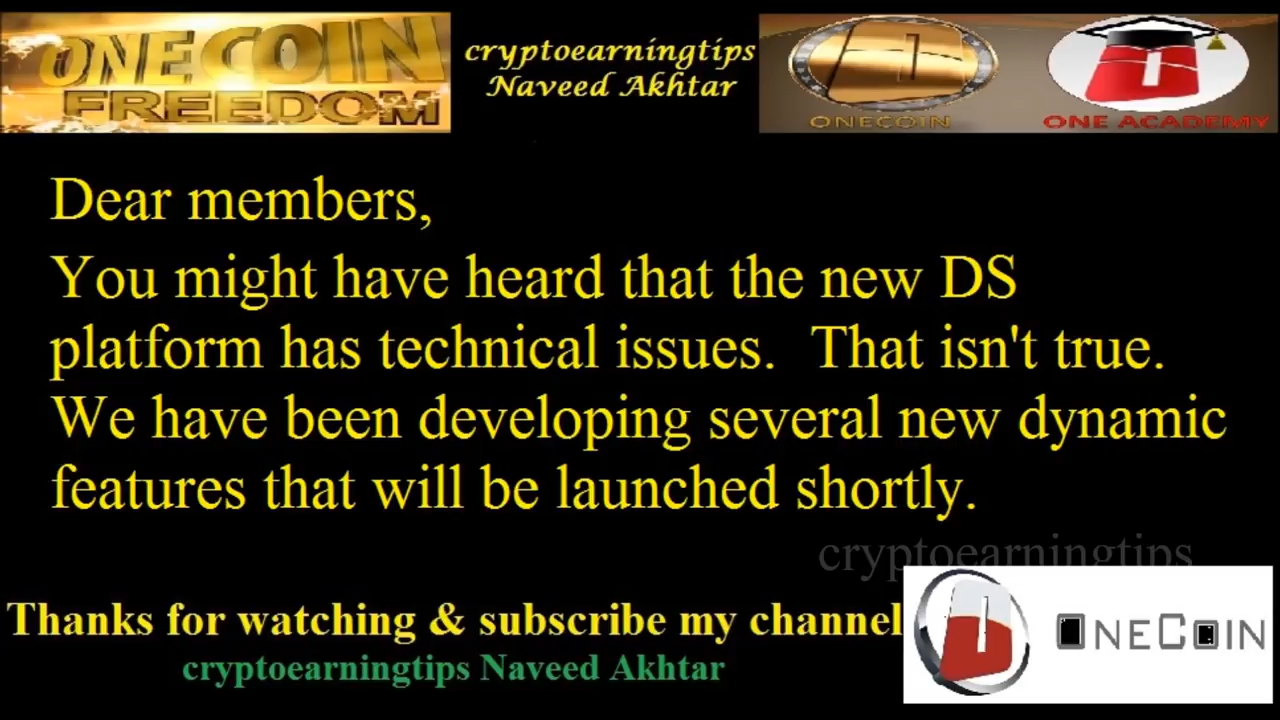 ONECOIN
FREEDOM
cryptoearningtips
Naveed Akhtar
ONECOIN
ONE ACADEMY
Dear members,
You might have heard that the new DS
platform has technical issues.  That isn't true.
We have been developing several new dynamic
features that will be launched shortly.
cryptoearningtips
Thanks for watching & subscribe my channel
cryptoearningtips Naveed Akhtar
ONECOIN